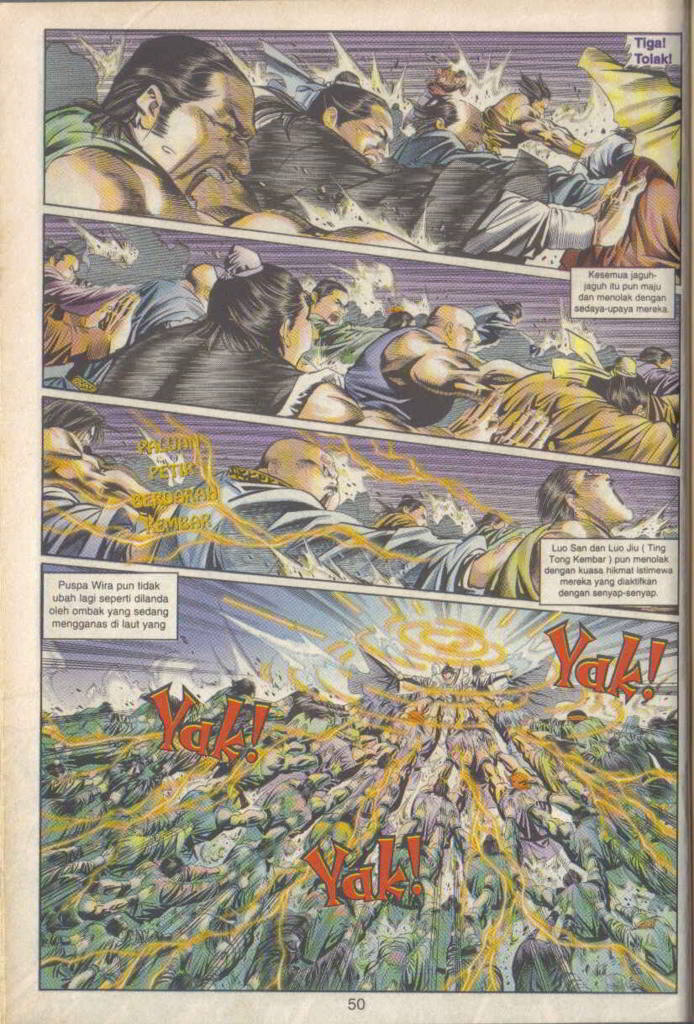 Tiga!
Tolak!
Kesemua jaguh-
jaguh itu pun maju
dan menolak dengan
sedaya-upaya mereka.
PALUAN
PETIR
BERDARAH
KEMBAR
Luo San dan Luo Jiu ( Ting
Tong Kembar ) pun menolak
dengan kuasa hikmat istimewa
mereka yang diaktifkan
dengan senyap-senyap.
Puspa Wira pun tidak
ubah lagi seperti dilanda
oleh ombak yang sedang
mengganas di laut yang
Yak!
Yak!
Yak!
50